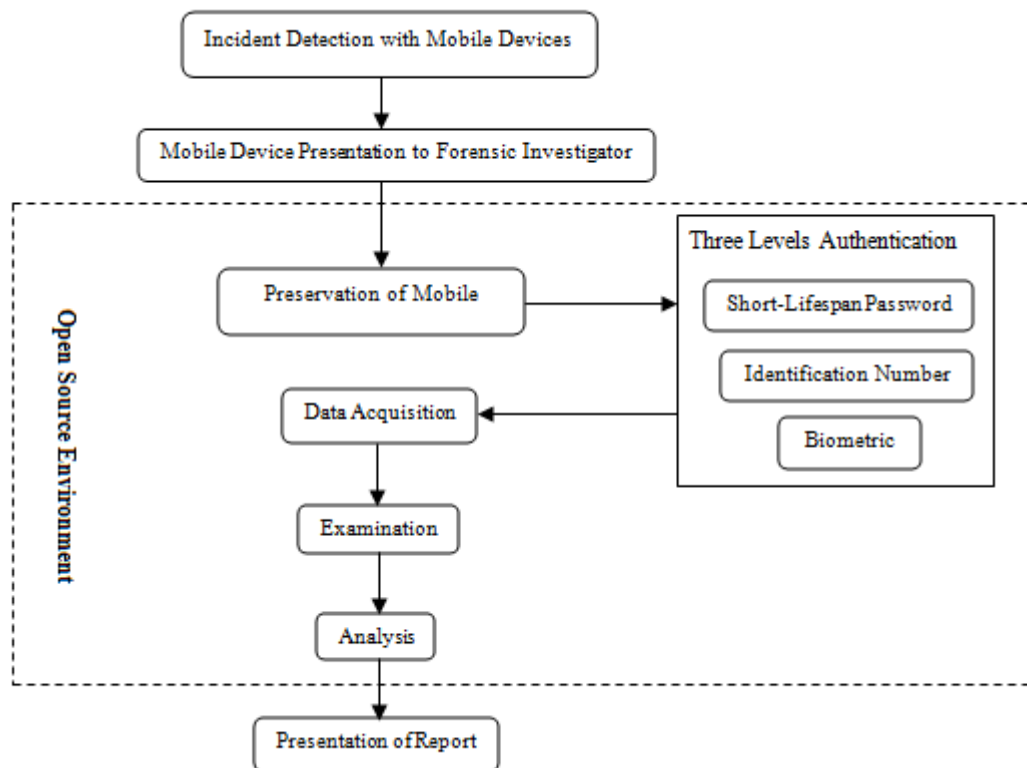 Incident Detection with Mobile Devices
Mobile Device Presentation to Forensic Investigator
Three Levels Authentication
Preservation of Mobile
Short-Lifespan Password
Identification Number
Data Acquisition
Biometric
Open Source Environment
Examination
Analysis
Presentation of Report